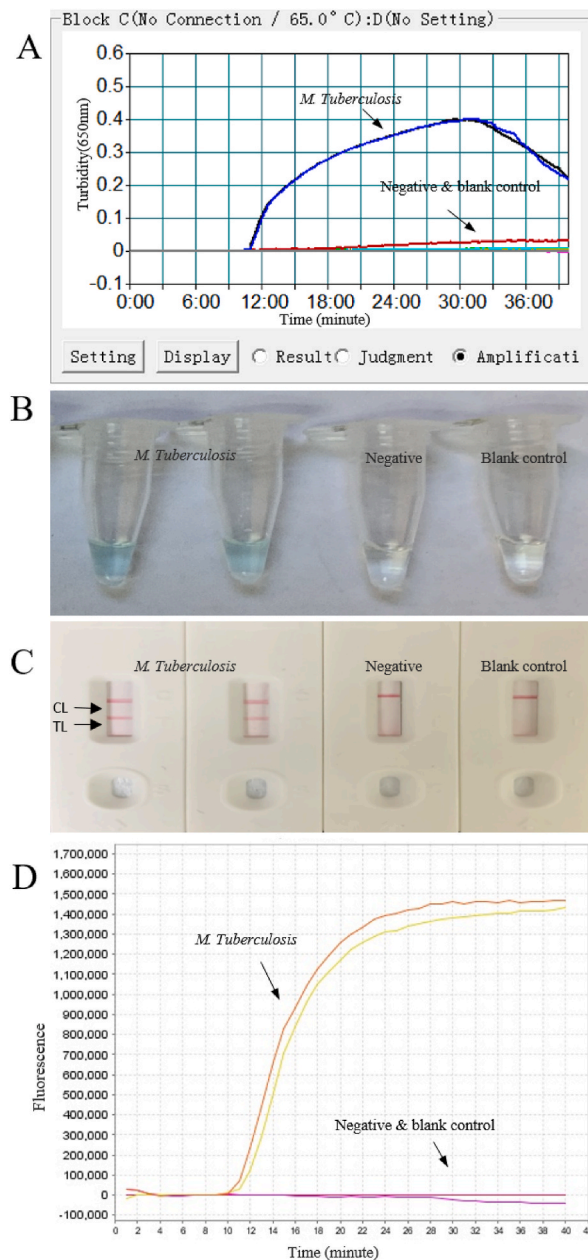 Block C(No Connection / 65.0°C):D(No Setting)
A
0.6
0.5
0.4
0.3
0.2
0.1
0
-0.1
Turbidity(650nm)
M. Tuberculosis
Negative & blank control
0:00 6:00 12:00 18:00 24:00 30:00 36:00
Time (minute)
Setting Display Result Judgment Amplificati
B
M. Tuberculosis Negative Blank control
C
M. Tuberculosis Negative Blank control
CL
TL
D
1,700,000
1,600,000
1,500,000
1,400,000
1,300,000
1,200,000
1,100,000
1,000,000
900,000
800,000
700,000
600,000
500,000
400,000
300,000
200,000
100,000
0
-100,000
Fluorescence
M. Tuberculosis
Negative & blank control
0 2 4 6 8 10 12 14 16 18 20 22 24 26 28 30 32 34 36 38 40 4
Time (minute)